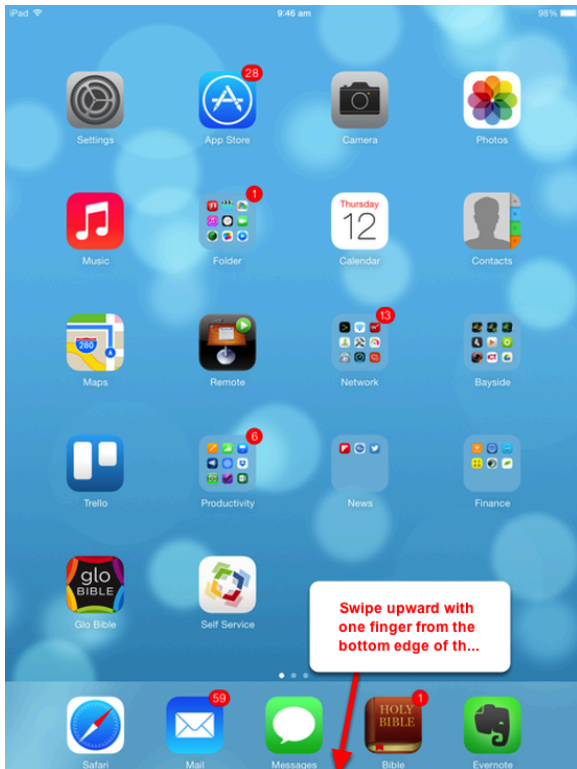 iPad 9:46 am 98%
28
Settings App Store Camera Photos
1
Thursday
12
Music Folder Calendar Contacts
280
13
Maps Remote Network Bayside
6
Trello Productivity News Finance
glo
BIBLE
Glo Bible Self Service
Swipe upward with
one finger from the
bottom edge of th...
59 1
HOLY
BIBLE
Safari Mail Messages Bible Evernote